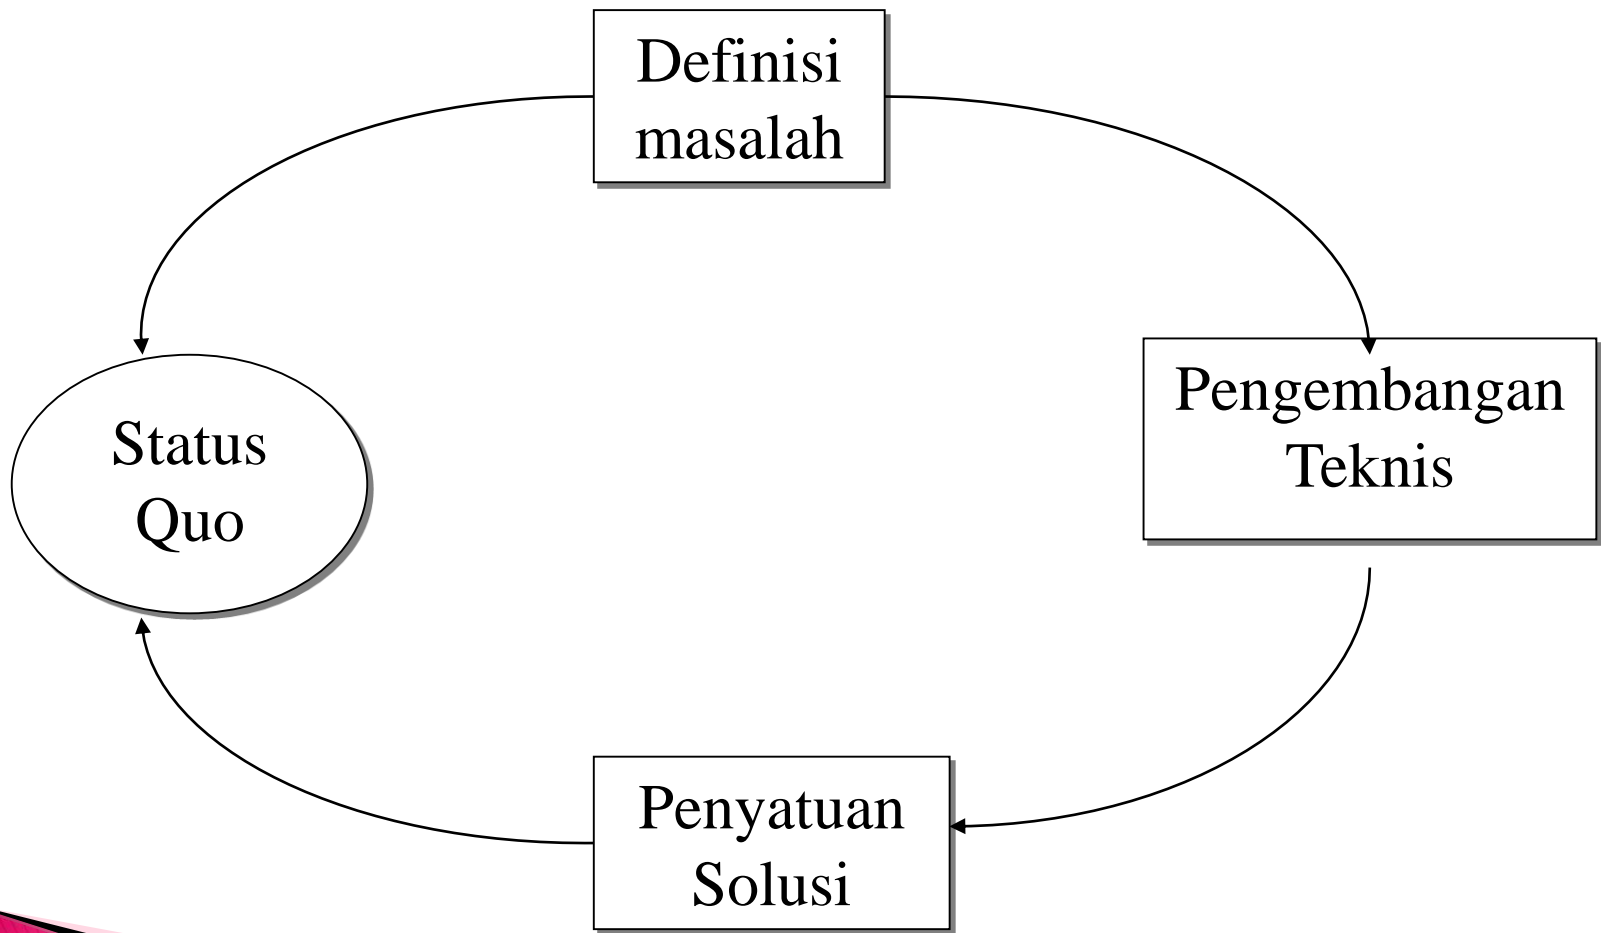 Definisi
masalah
Status
Quo
Pengembangan
Teknis
Penyatuan
Solusi